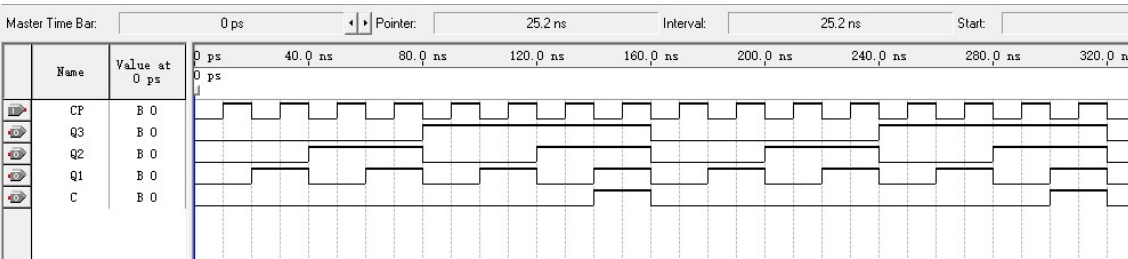 Master Time Bar: 0 ps Pointer: 25.2 ns Interval: 25.2 ns Start:
Name Value at 0 ps
0 ps 40.0 ns 80.0 ns 120.0 ns 160.0 ns 200.0 ns 240.0 ns 280.0 ns 320.0 n
0 ps
CP B 0
Q3 B 0
Q2 B 0
Q1 B 0
C B 0